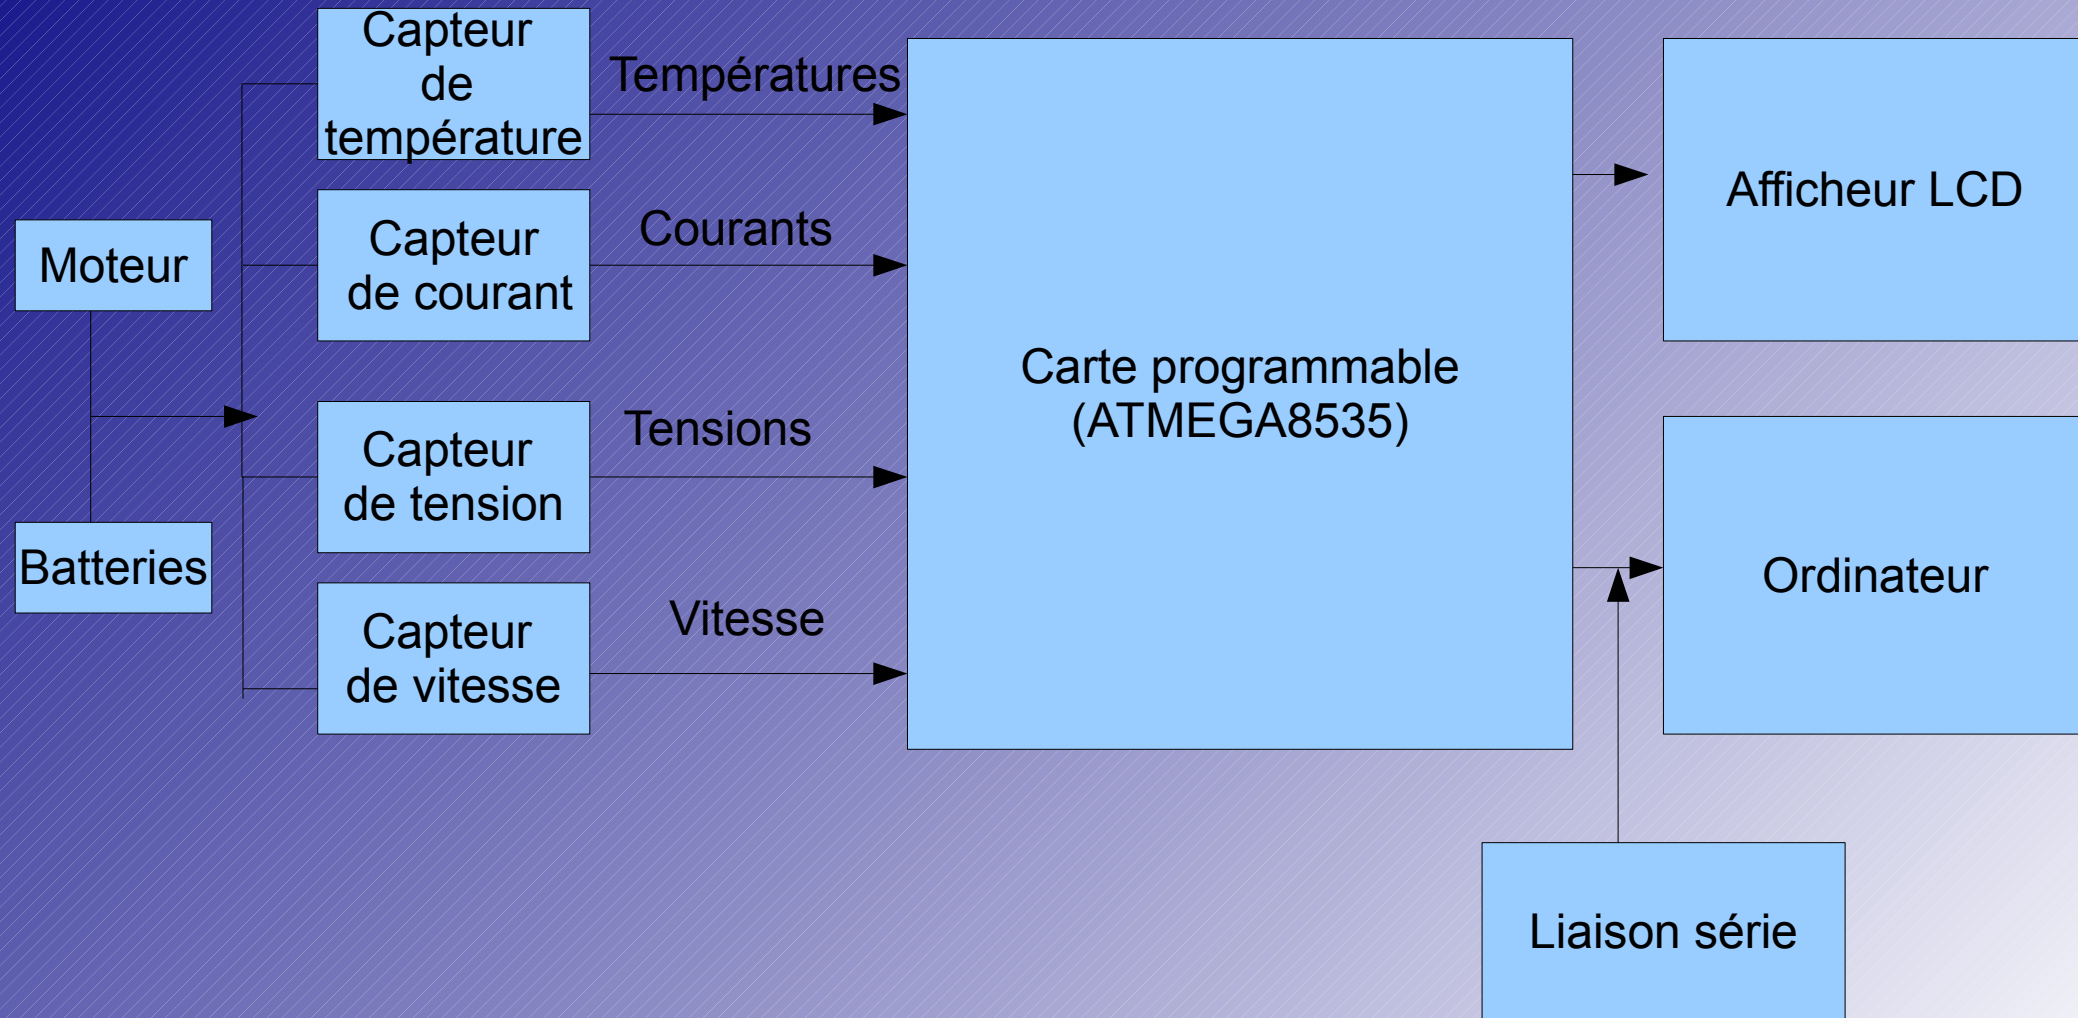 Capteur
de
température
Températures
Capteur
de courant
Courants
Moteur
Capteur
de tension
Tensions
Batteries
Capteur
de vitesse
Vitesse
Carte programmable
(ATMEGA8535)
Afficheur LCD
Ordinateur
Liaison série